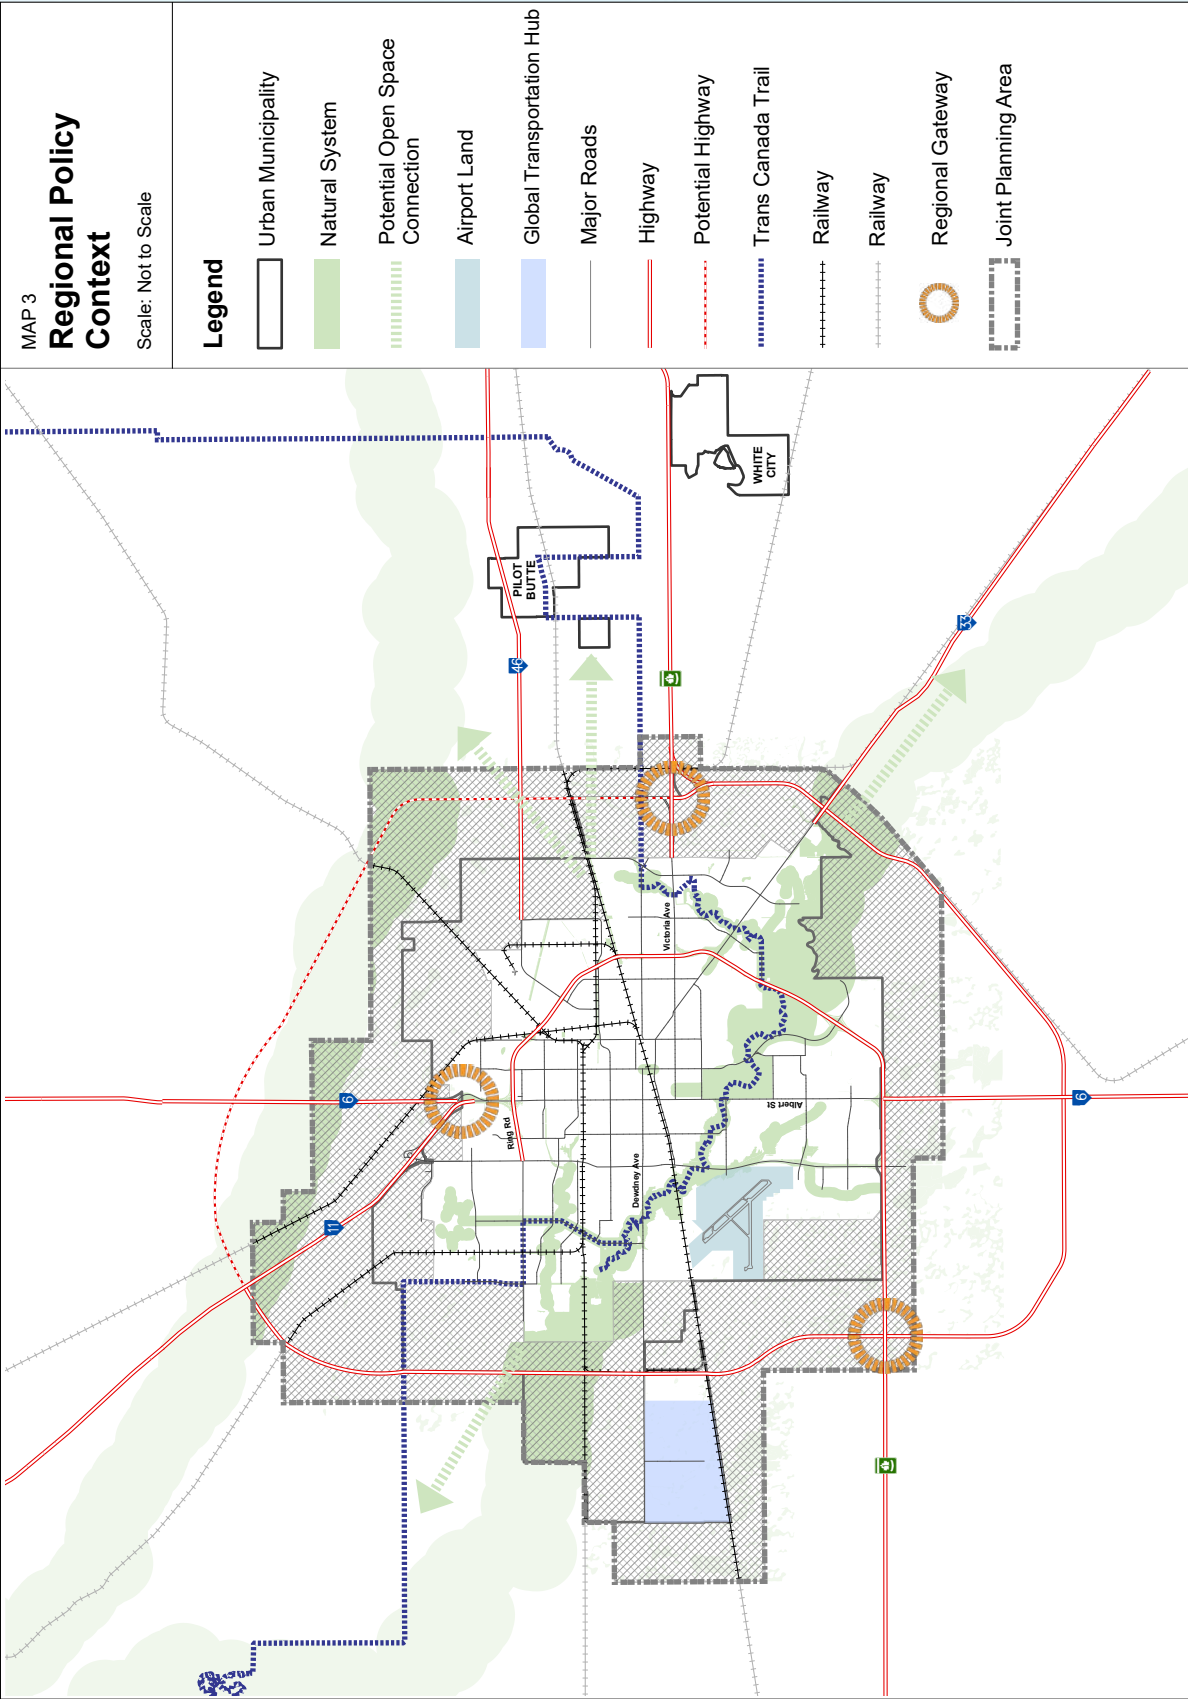 MAP 3
Regional Policy
Context
Scale: Not to Scale
Legend
Urban Municipality
Natural System
Potential Open Space
Connection
Airport Land
Global Transportation Hub
Major Roads
Highway
Potential Highway
Trans Canada Trail
Railway
Railway
Regional Gateway
Joint Planning Area
WHITE
CITY
PILOT
BUTTE
46
33
Victoria Ave
6
Ring Rd
Albert St
6
Dewdney Ave
11